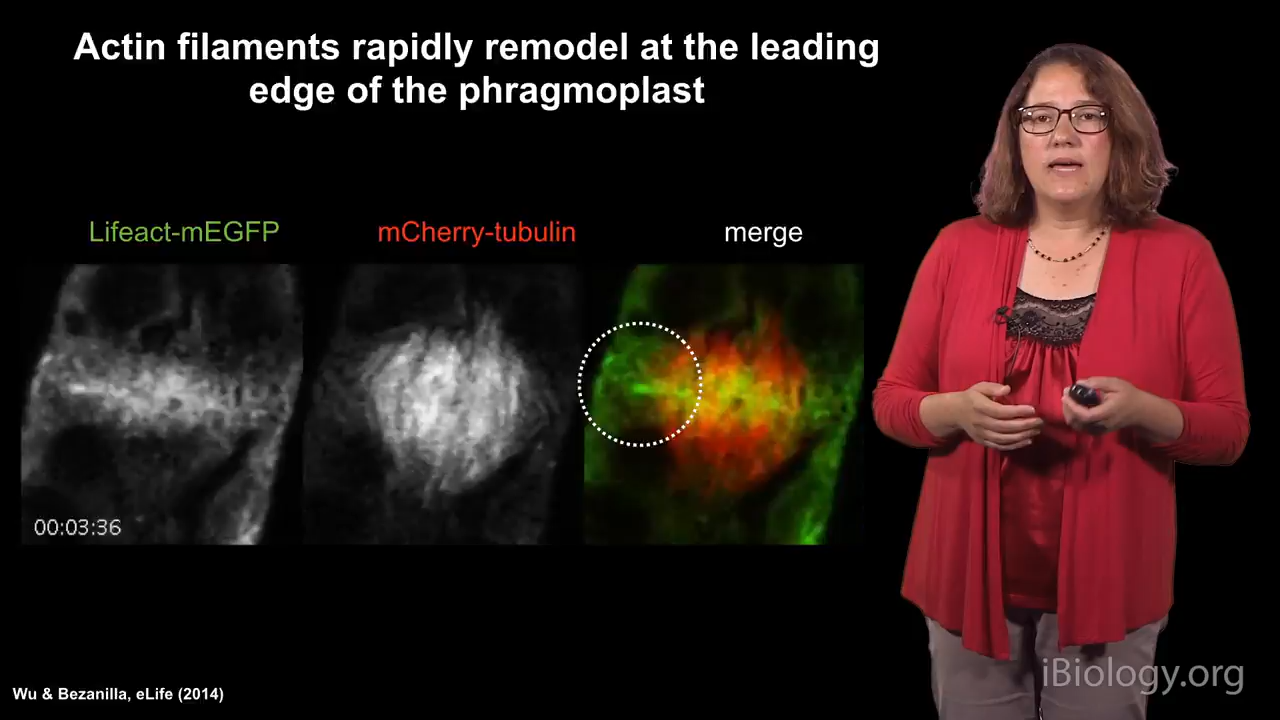 Actin filaments rapidly remodel at the leading
edge of the phragmoplast
Lifeact-mEGFP
mCherry-tubulin
merge
00:03:36
Wu & Bezanilla, eLife (2014)
iBiology.org